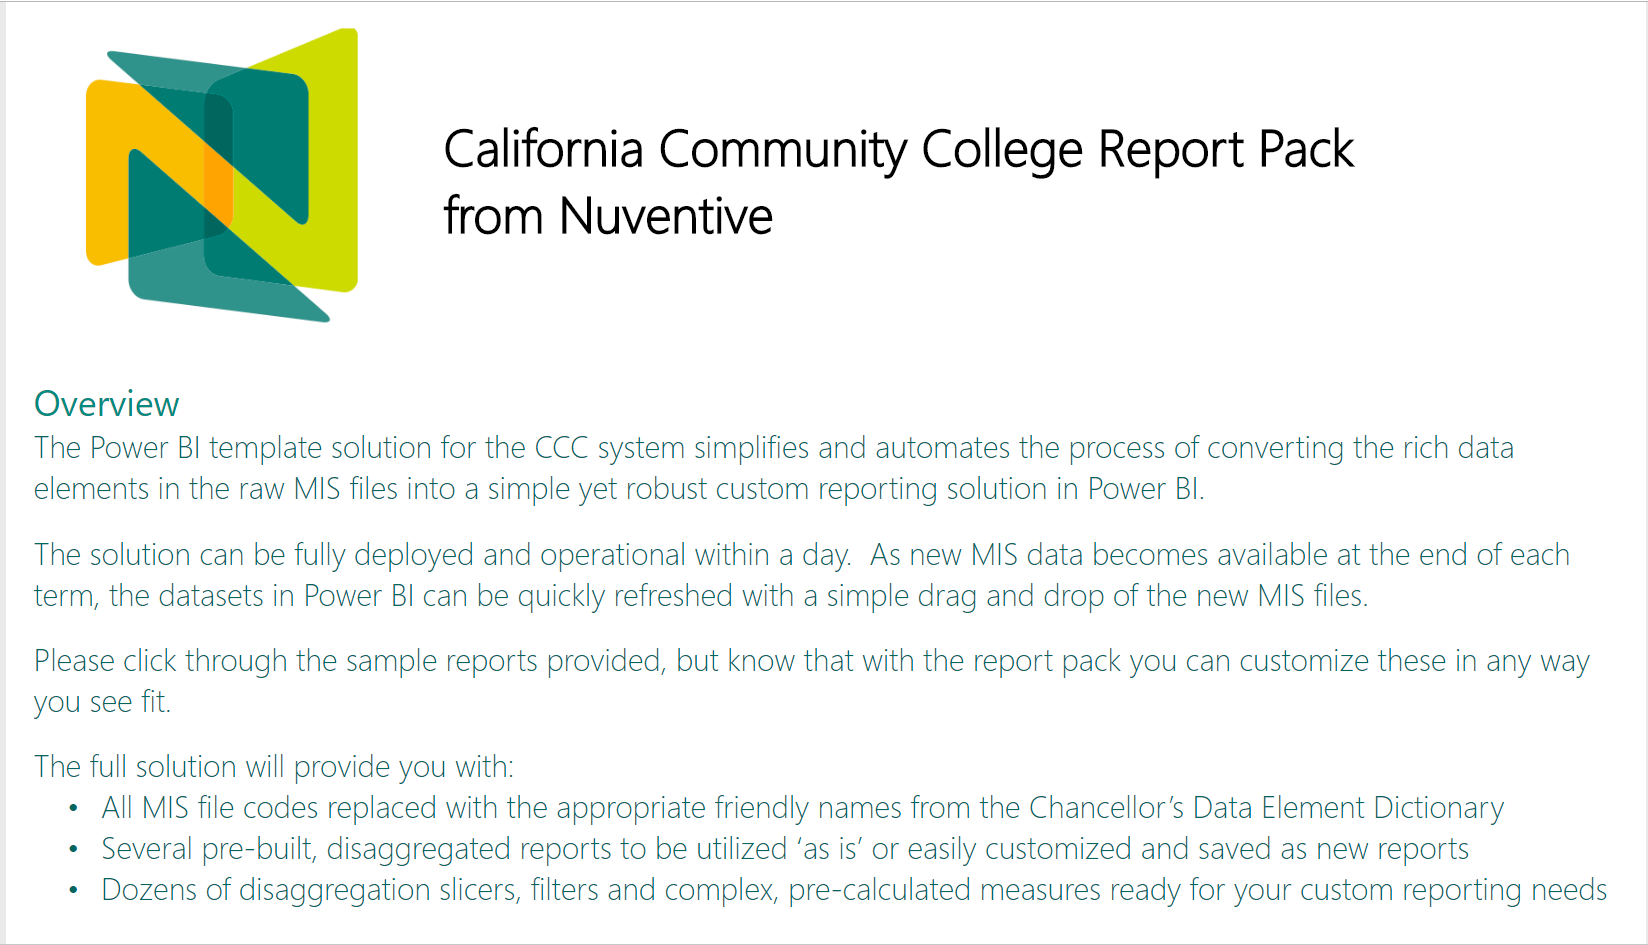 California Community College Report Pack
from Nuventive
Overview
The Power BI template solution for the CCC system simplifies and automates the process of converting the rich data
elements in the raw MIS files into a simple yet robust custom reporting solution in Power BI.
The solution can be fully deployed and operational within a day.  As new MIS data becomes available at the end of each
term, the datasets in Power BI can be quickly refreshed with a simple drag and drop of the new MIS files.
Please click through the sample reports provided, but know that with the report pack you can customize these in any way
you see fit.
The full solution will provide you with:
• All MIS file codes replaced with the appropriate friendly names from the Chancellor’s Data Element Dictionary
• Several pre-built, disaggregated reports to be utilized ‘as is’ or easily customized and saved as new reports
• Dozens of disaggregation slicers, filters and complex, pre-calculated measures ready for your custom reporting needs